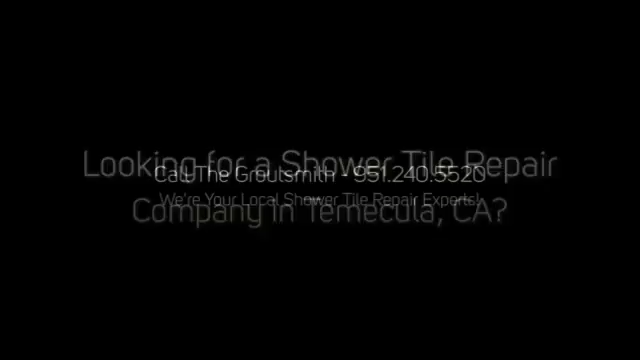 Looking for a Shower Tile Repair
Company in Temecula, CA?
Call The Groutsmith - 951.240.5520
We're Your Local Shower Tile Repair Experts!